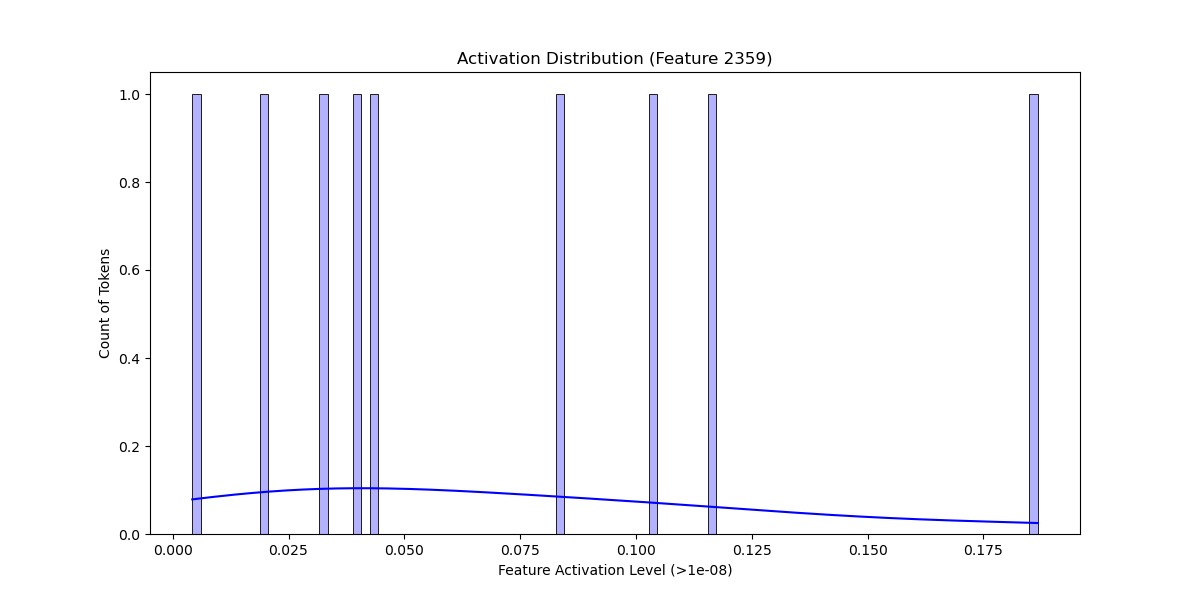 Activation Distribution (Feature 2359)
1.0
0.8
0.6
0.4
0.2
0.0
Count of Tokens
0.000 0.025 0.050 0.075 0.100 0.125 0.150 0.175
Feature Activation Level (>1e-08)